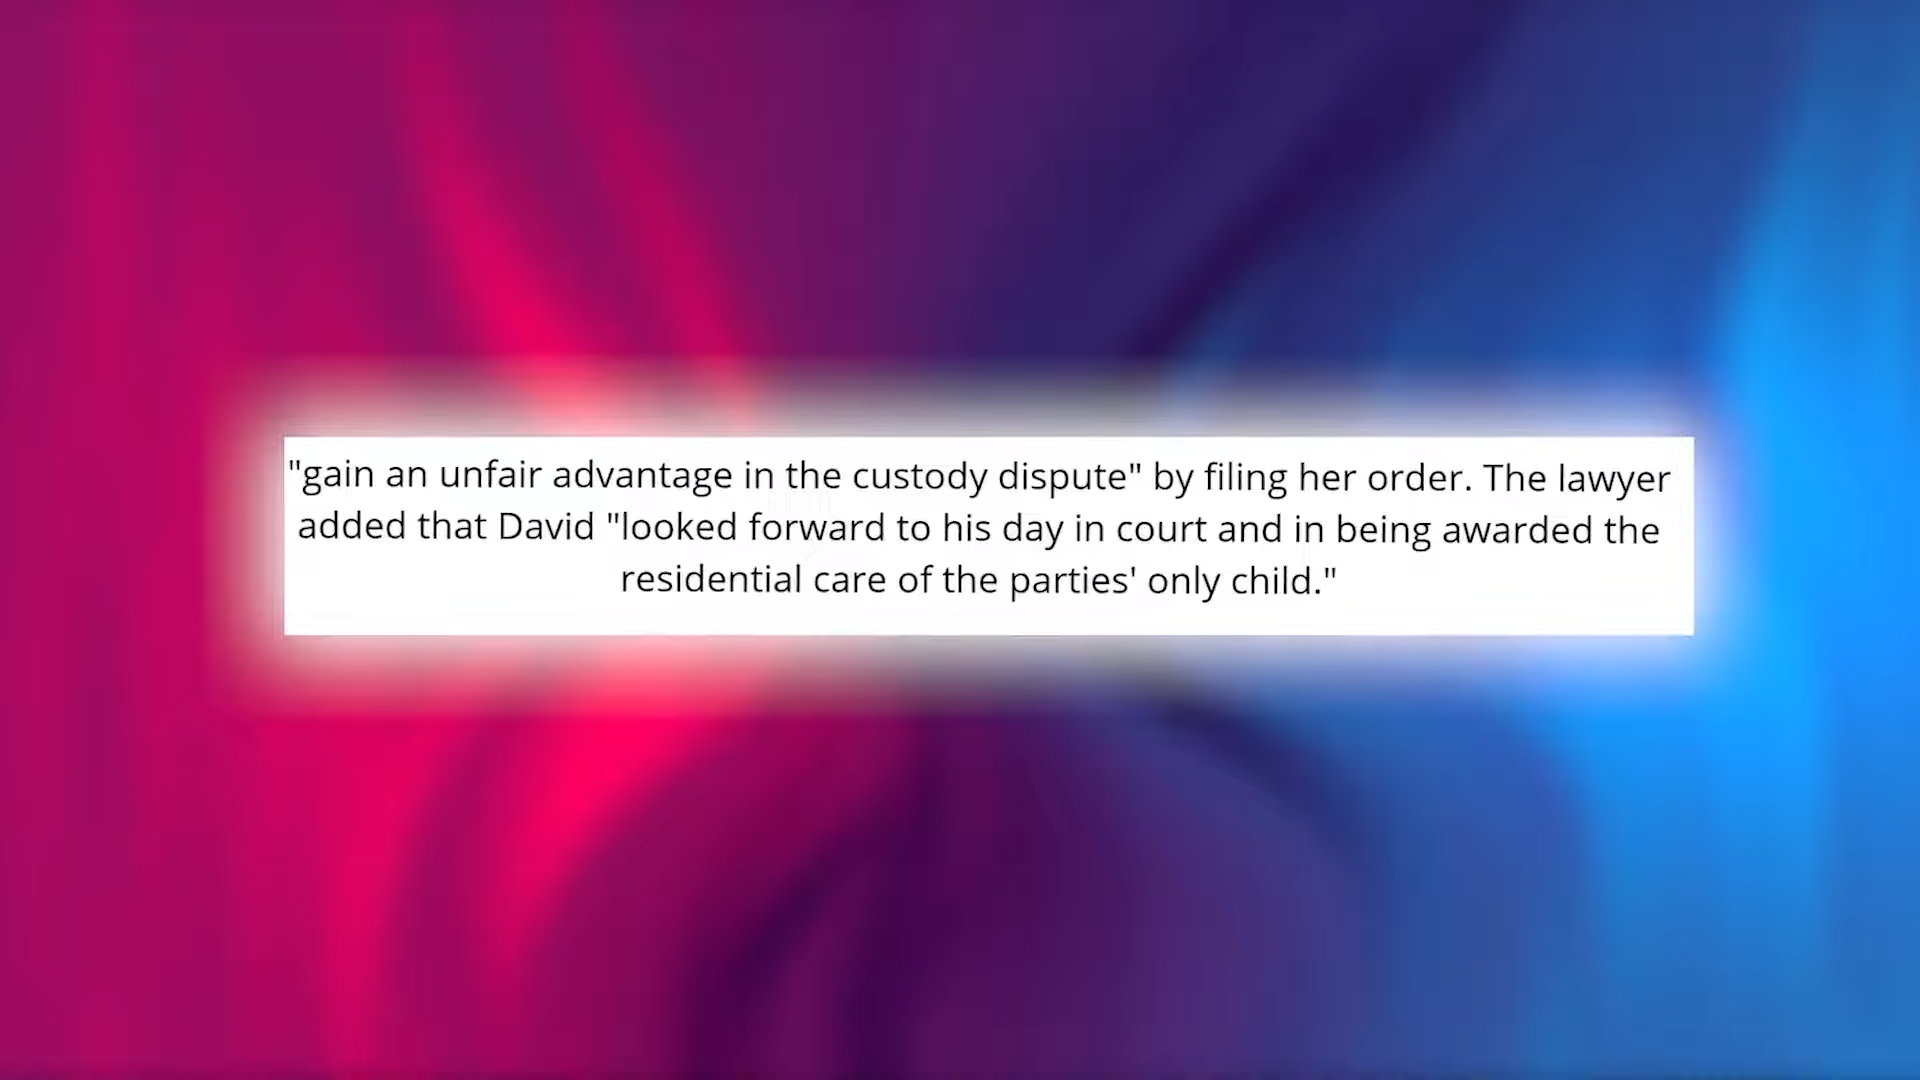 "gain an unfair advantage in the custody dispute" by filing her order. The lawyer
added that David "looked forward to his day in court and in being awarded the
residential care of the parties' only child."